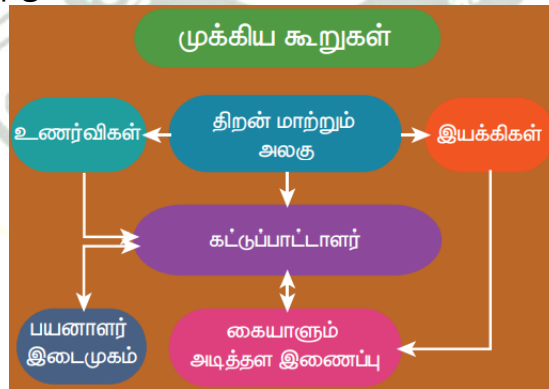 முக்கிய கூறுகள்
உணர்விகள்
திறன் மாற்றும்
அலகு
இயக்கிகள்
கட்டுப்பாட்டாளர்
பயனாளர்
இடைமுகம்
கையாளும்
அடித்தள இணைப்பு